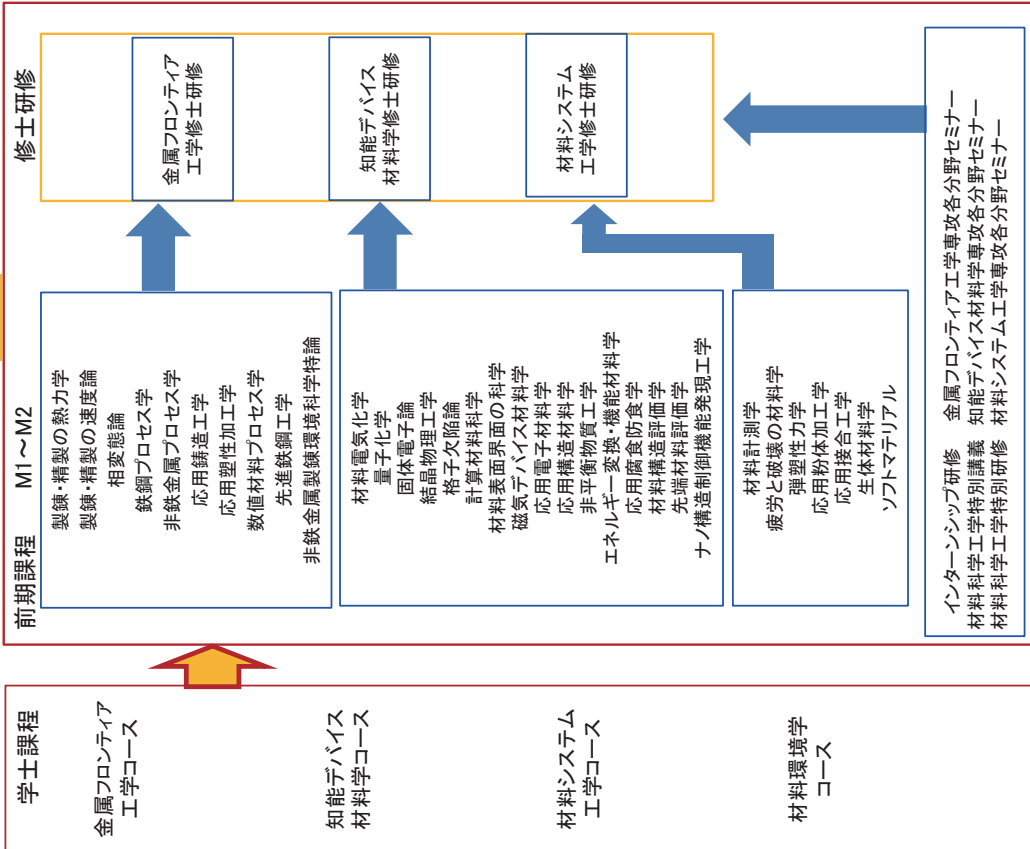 学士課程
金属フロンティア
工学コース
知能デバイス
材料学コース
材料システム
工学コース
材料環境学
コース
前期課程 M1～M2
製錬・精製の熱力学
製錬・精製の速度論
相変態論
鉄鋼プロセス学
非鉄金属プロセス学
応用鋳造工学
応用塑性加工学
数値材料プロセス学
先進鉄鋼工学
非鉄金属製錬環境科学特論
材料電気化学
量子化学
固体電子論
結晶物理工学
格子欠陥論
計算材料科学
材料表面界面の科学
磁気デバイス材料学
応用電子材料学
応用構造材料学
非平衡物質工学
エネルギー変換・機能材料学
応用腐食防食学
材料構造評価学
先端材料評価学
ナノ構造制御機能発現工学
材料計測学
疲労と破壊の材料学
弾塑性力学
応用粉体加工学
応用接合工学
生体材料学
ソフトマテリアル
インターンシップ研修 金属フロンティア工学専攻各分野セミナー
材料科学工学特別講義 知能デバイス材料学専攻各分野セミナー
材料科学工学特別研修 材料システム工学専攻各分野セミナー
修士研修
金属フロンティア
工学修士研修
知能デバイス
材料学修士研修
材料システム
工学修士研修